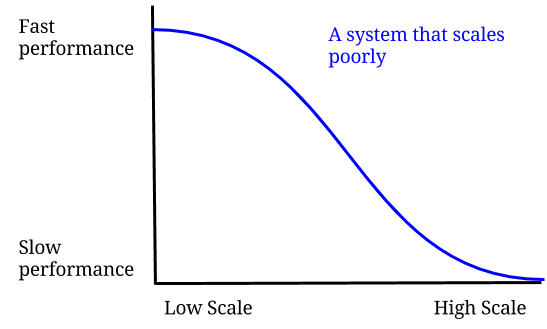 Fast
performance
A system that scales
poorly
Slow
performance
Low Scale
High Scale